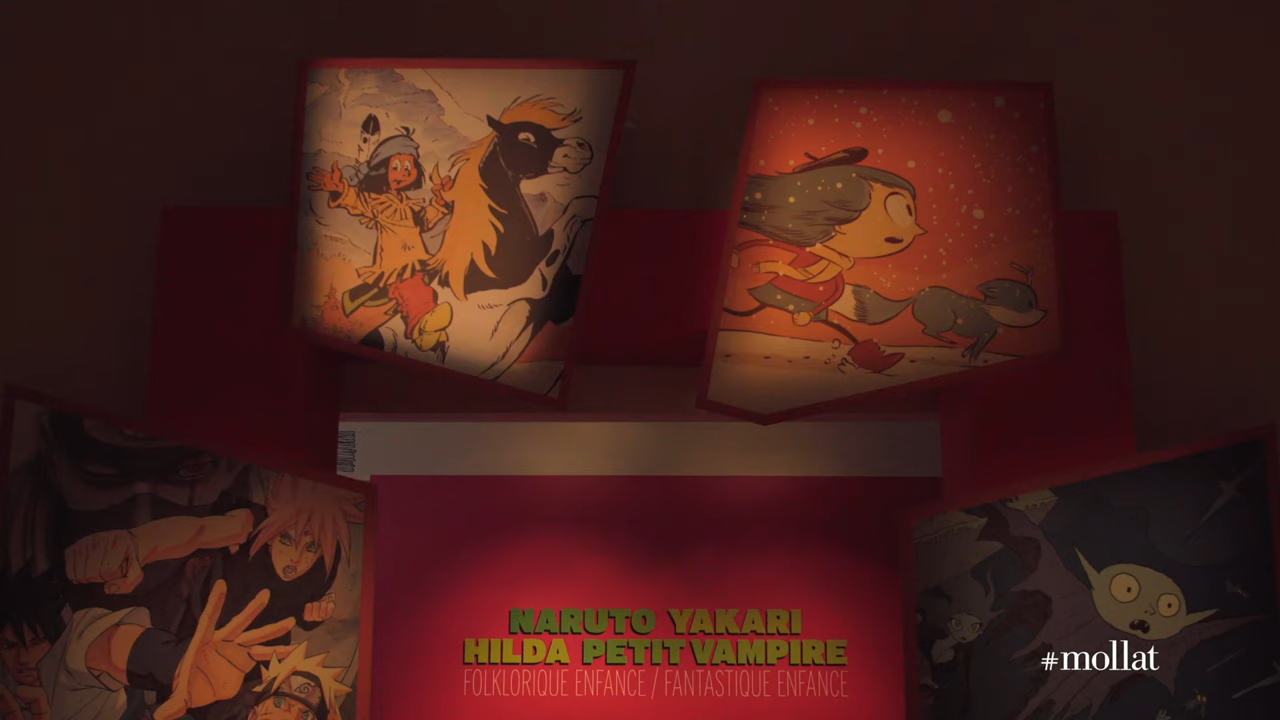 NARUTO YAKARI
HILDA PETIT VAMPIRE
FOLKLORIQUE ENFANCE / FANTASTIQUE ENFANCE
#mollat